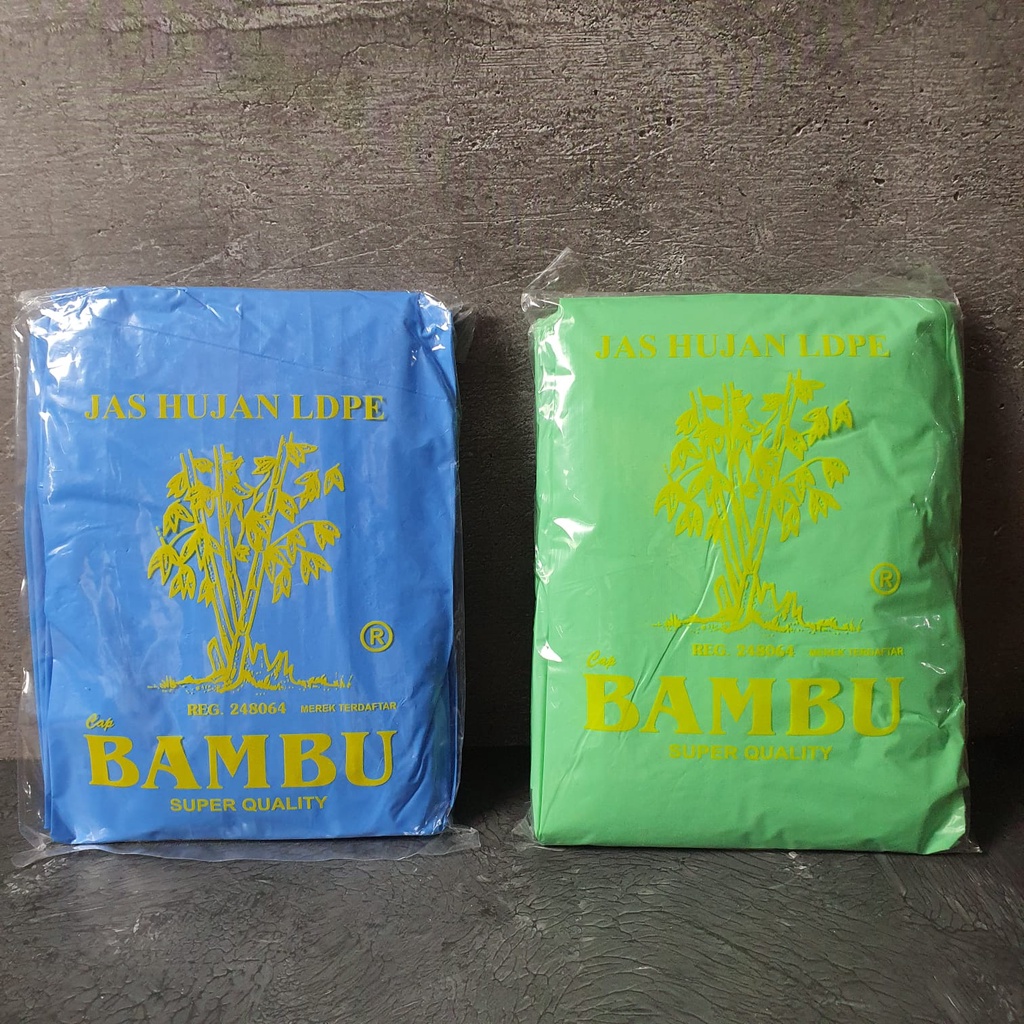 JAS HUJAN LDPE
®
REG. 248064 MEREK TERDAFTAR
Cap
BAMBU
SUPER QUALITY
JAS HUJAN LDPE
®
REG. 248064 MEREK TERDAFTAR
Cap
BAMBU
SUPER QUALITY